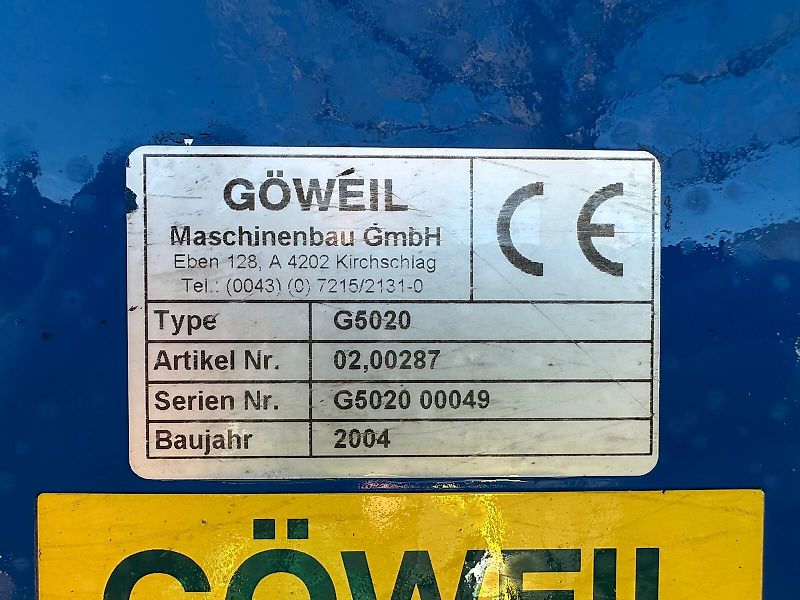 GÖWEIL
Maschinenbau GmbH
Eben 128, A 4202 Kirchschlag
Tel.: (0043) (0) 7215/2131-0
CE
Type G5020
Artikel Nr. 02,00287
Serien Nr. G5020 00049
Baujahr 2004
GÖWEIL